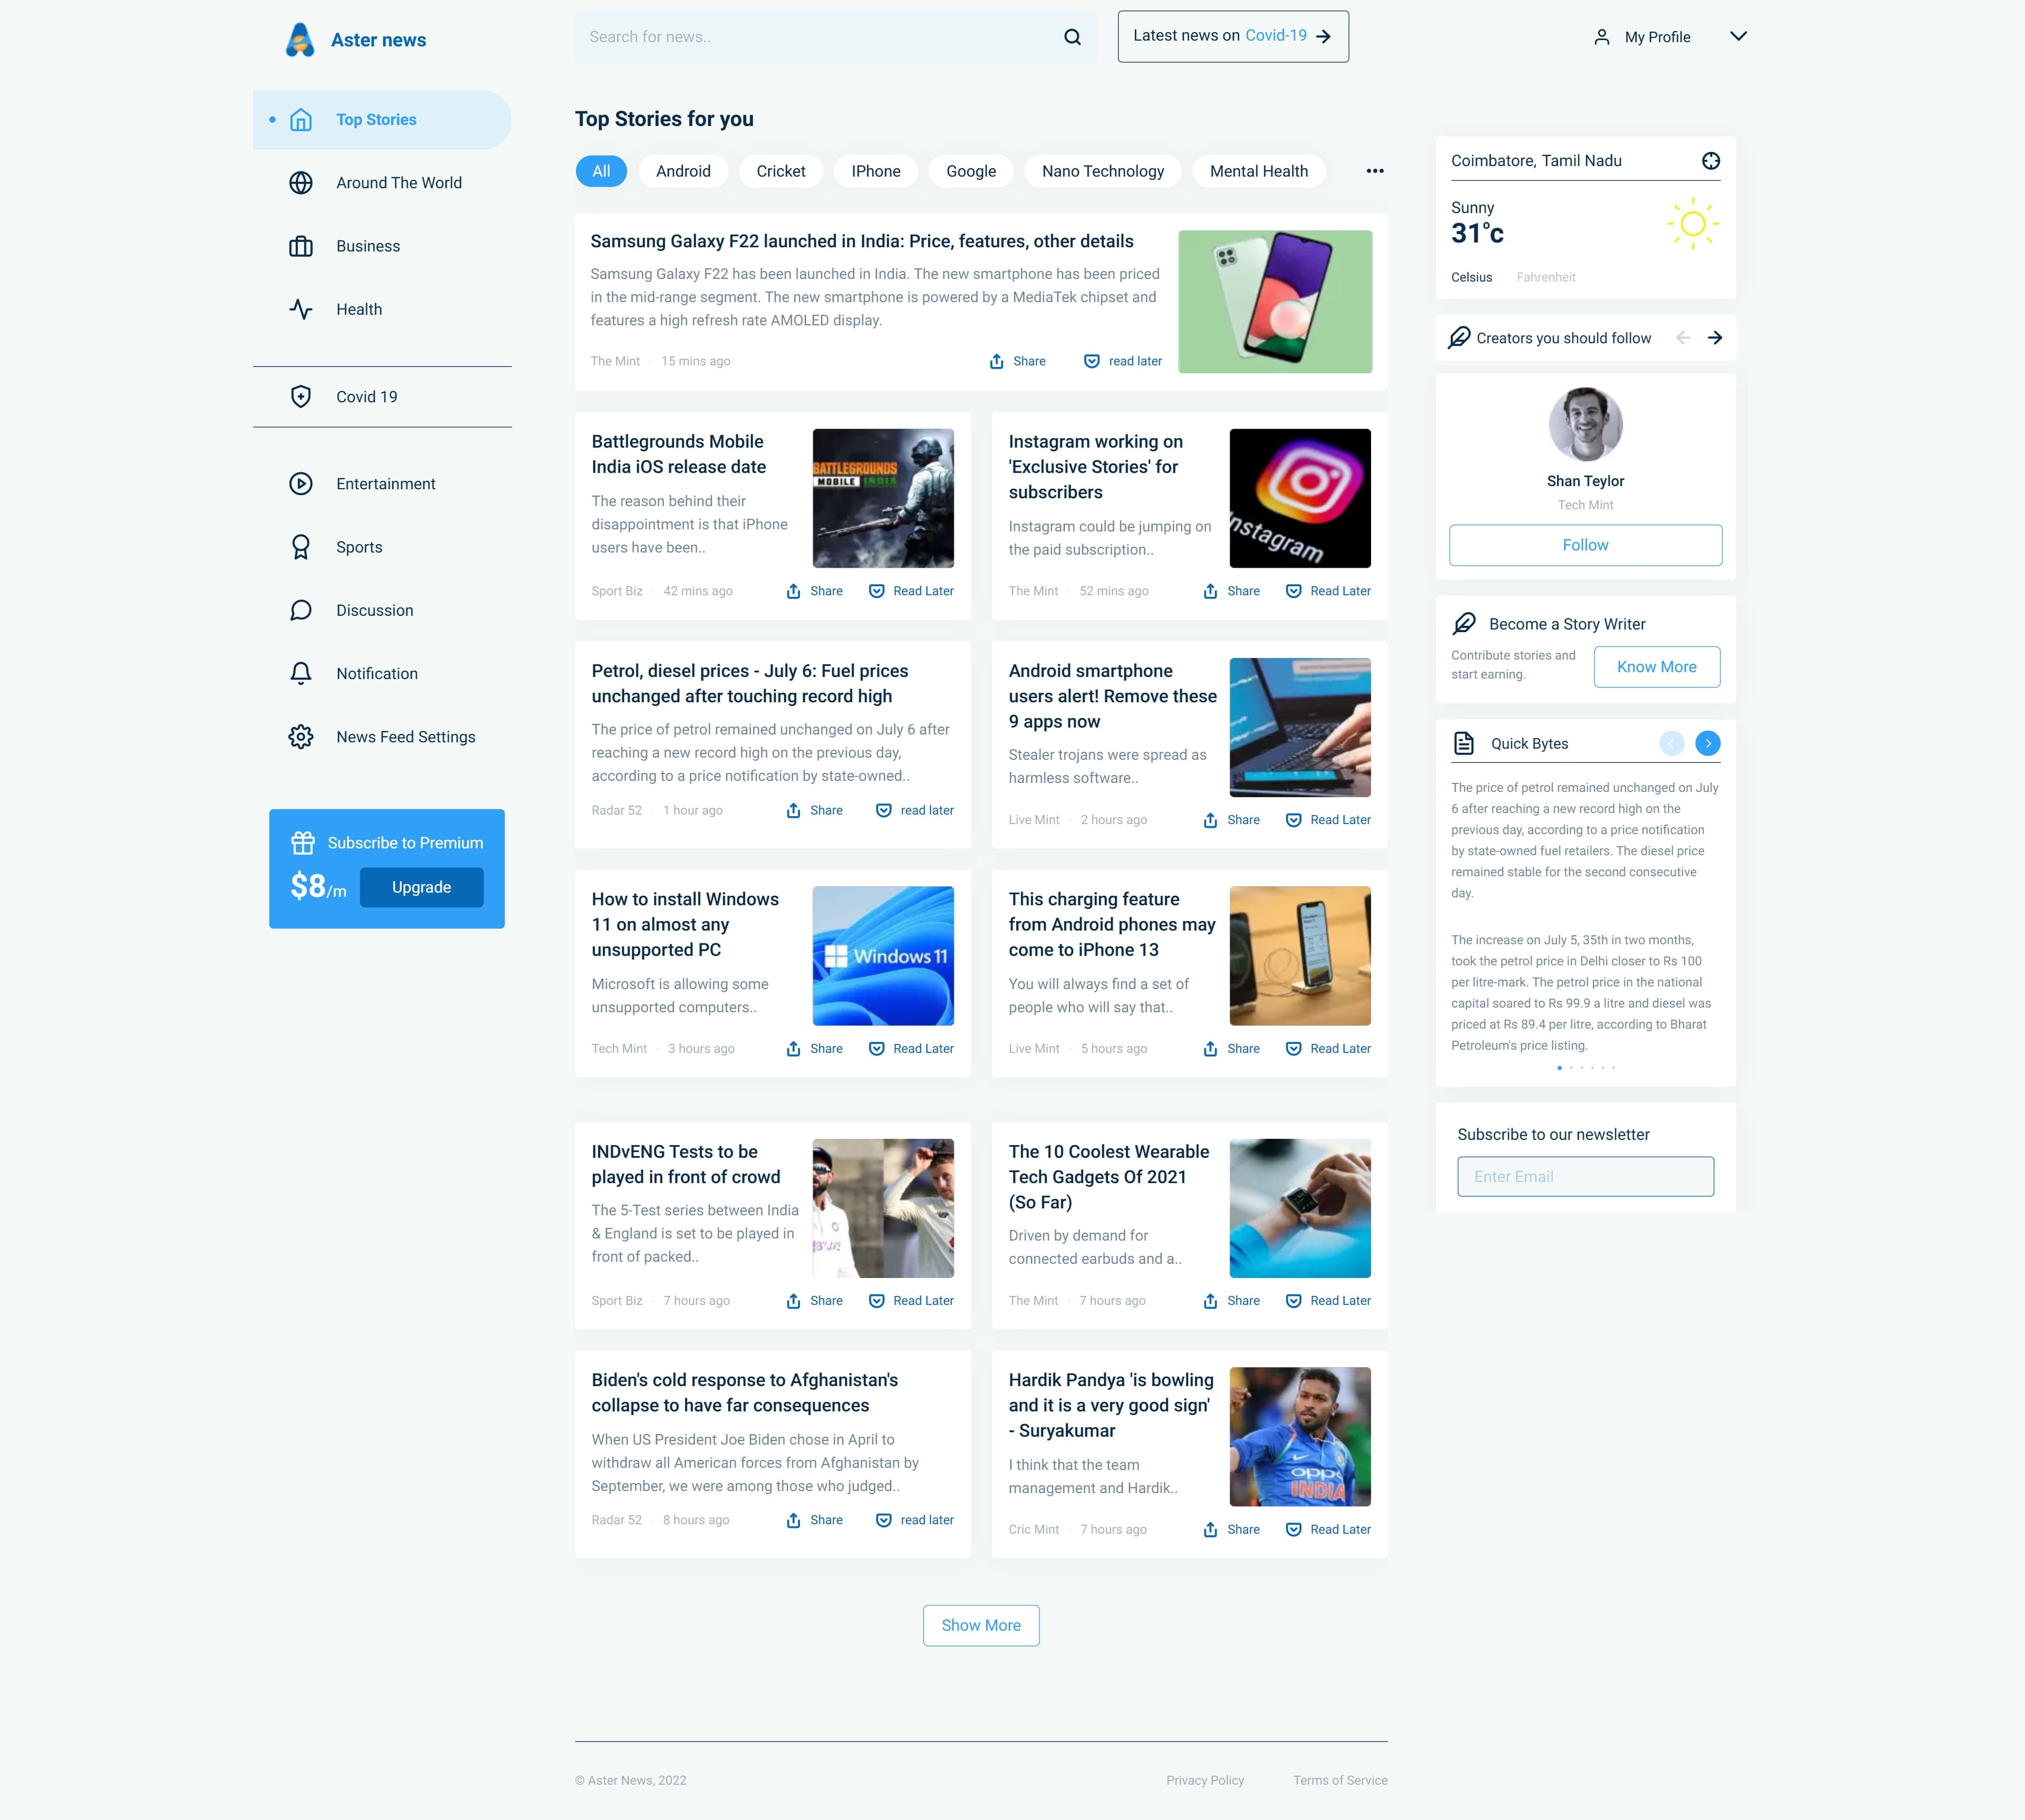 Aster news
Search for news..
Latest news on Covid-19
My Profile
Top Stories
Around The World
Business
Health
Covid 19
Entertainment
Sports
Discussion
Notification
News Feed Settings
Subscribe to Premium
$8/m
Upgrade
Top Stories for you
All
Android
Cricket
IPhone
Google
Nano Technology
Mental Health
Samsung Galaxy F22 launched in India: Price, features, other details
Samsung Galaxy F22 has been launched in India. The new smartphone has been priced
in the mid-range segment. The new smartphone is powered by a MediaTek chipset and
features a high refresh rate AMOLED display.
The Mint · 15 mins ago
Share
read later
Battlegrounds Mobile
India iOS release date
The reason behind their
disappointment is that iPhone
users have been..
BATTLEGROUNDS
MOBILE INDIA
Sport Biz · 42 mins ago
Share
Read Later
Instagram working on
'Exclusive Stories' for
subscribers
Instagram could be jumping on
the paid subscription..
Instagram
The Mint · 52 mins ago
Share
Read Later
Petrol, diesel prices - July 6: Fuel prices
unchanged after touching record high
The price of petrol remained unchanged on July 6 after
reaching a new record high on the previous day,
according to a price notification by state-owned..
Radar 52 · 1 hour ago
Share
read later
Android smartphone
users alert! Remove these
9 apps now
Stealer trojans were spread as
harmless software..
Live Mint · 2 hours ago
Share
Read Later
How to install Windows
11 on almost any
unsupported PC
Microsoft is allowing some
unsupported computers..
Windows 11
Tech Mint · 3 hours ago
Share
Read Later
This charging feature
from Android phones may
come to iPhone 13
You will always find a set of
people who will say that..
Live Mint · 5 hours ago
Share
Read Later
INDvENG Tests to be
played in front of crowd
The 5-Test series between India
& England is set to be played in
front of packed..
Sport Biz · 7 hours ago
Share
Read Later
The 10 Coolest Wearable
Tech Gadgets Of 2021
(So Far)
Driven by demand for
connected earbuds and a..
The Mint · 7 hours ago
Share
Read Later
Biden's cold response to Afghanistan's
collapse to have far consequences
When US President Joe Biden chose in April to
withdraw all American forces from Afghanistan by
September, we were among those who judged..
Radar 52 · 8 hours ago
Share
read later
Hardik Pandya 'is bowling
and it is a very good sign'
- Suryakumar
I think that the team
management and Hardik..
oppo
INDIA
Cric Mint · 7 hours ago
Share
Read Later
Show More
Coimbatore, Tamil Nadu
Sunny
31°c
Celsius
Fahrenheit
Creators you should follow
Shan Teylor
Tech Mint
Follow
Become a Story Writer
Contribute stories and
start earning.
Know More
Quick Bytes
The price of petrol remained unchanged on July
6 after reaching a new record high on the
previous day, according to a price notification
by state-owned fuel retailers. The diesel price
remained stable for the second consecutive
day.
The increase on July 5, 35th in two months,
took the petrol price in Delhi closer to Rs 100
per litre-mark. The petrol price in the national
capital soared to Rs 99.9 a litre and diesel was
priced at Rs 89.4 per litre, according to Bharat
Petroleum's price listing.
Subscribe to our newsletter
Enter Email
© Aster News, 2022
Privacy Policy
Terms of Service